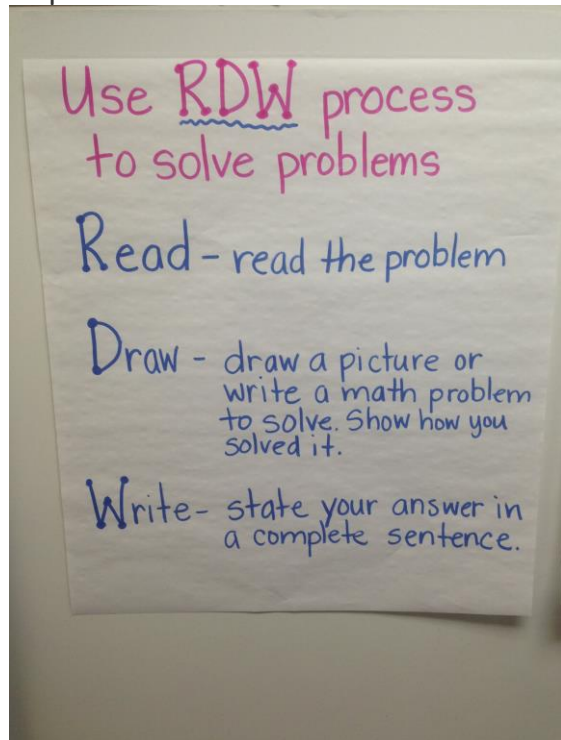 Use RDW process
to solve problems
Read - read the problem
Draw - draw a picture or
write a math problem
to solve. Show how you
solved it.
Write - state your answer in
a complete sentence.